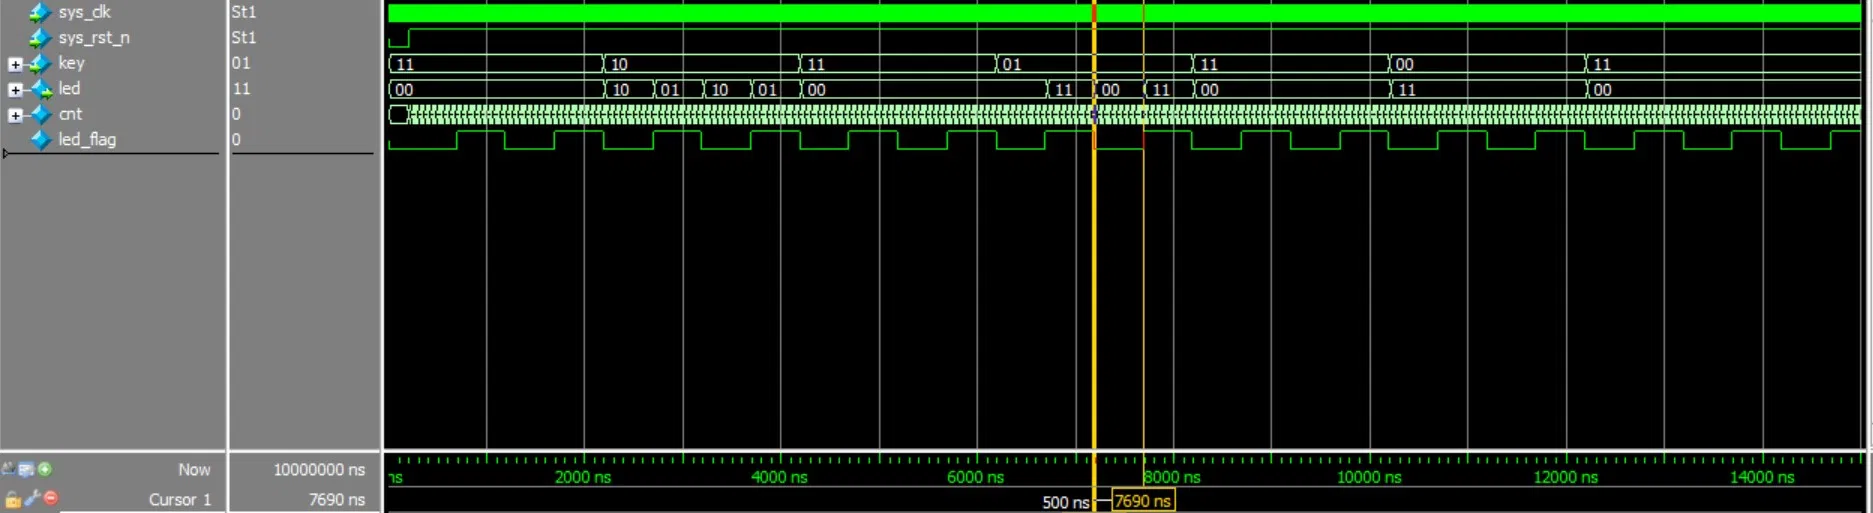 sys_clk St1
sys_rst_n St1
key 01 11 10 11 01 11 00 11
led 11 00 10 01 10 01 00 11 00 11 00 11 00
cnt 0
led_flag 0
Now 10000000 ns ns 2000 ns 4000 ns 6000 ns 8000 ns 10000 ns 12000 ns 14000 ns
Cursor 1 7690 ns 500 ns 7690 ns